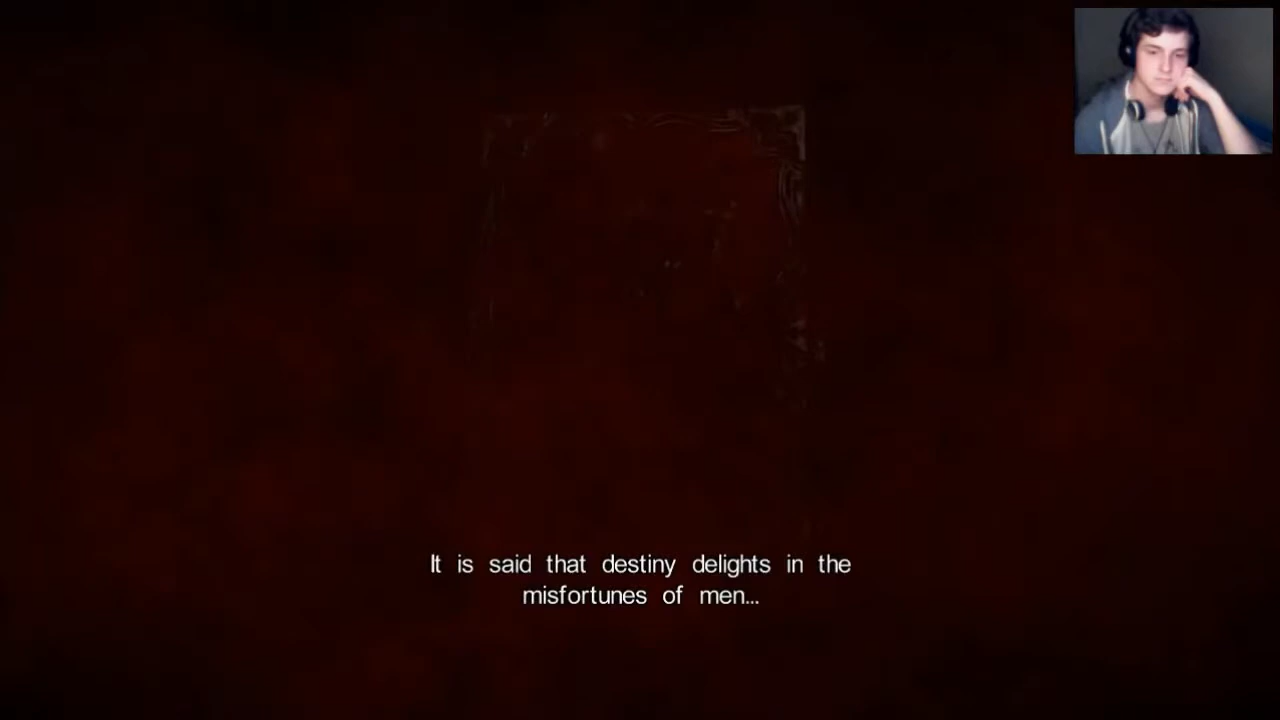 It is said that destiny delights in the
misfortunes of men...